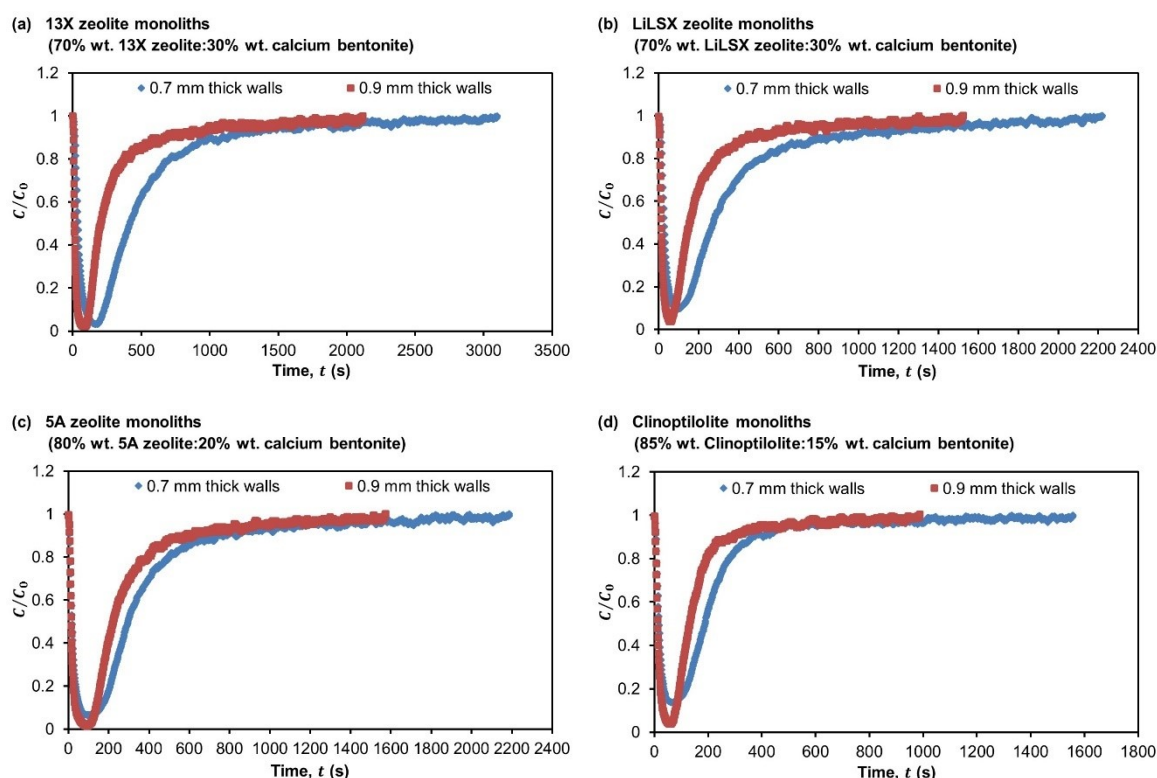 (a) 13X zeolite monoliths
(70% wt. 13X zeolite:30% wt. calcium bentonite)
0.7 mm thick walls 0.9 mm thick walls
1.2
1
0.8
0.6
0.4
0.2
0
C/C₀
0 500 1000 1500 2000 2500 3000 3500
Time, t (s)
(b) LiLSX zeolite monoliths
(70% wt. LiLSX zeolite:30% wt. calcium bentonite)
0.7 mm thick walls 0.9 mm thick walls
1.2
1
0.8
0.6
0.4
0.2
0
C/C₀
0 200 400 600 800 1000 1200 1400 1600 1800 2000 2200 2400
Time, t (s)
(c) 5A zeolite monoliths
(80% wt. 5A zeolite:20% wt. calcium bentonite)
0.7 mm thick walls 0.9 mm thick walls
1.2
1
0.8
0.6
0.4
0.2
0
C/C₀
0 200 400 600 800 1000 1200 1400 1600 1800 2000 2200 2400
Time, t (s)
(d) Clinoptilolite monoliths
(85% wt. Clinoptilolite:15% wt. calcium bentonite)
0.7 mm thick walls 0.9 mm thick walls
1.2
1
0.8
0.6
0.4
0.2
0
C/C₀
0 200 400 600 800 1000 1200 1400 1600 1800
Time, t (s)